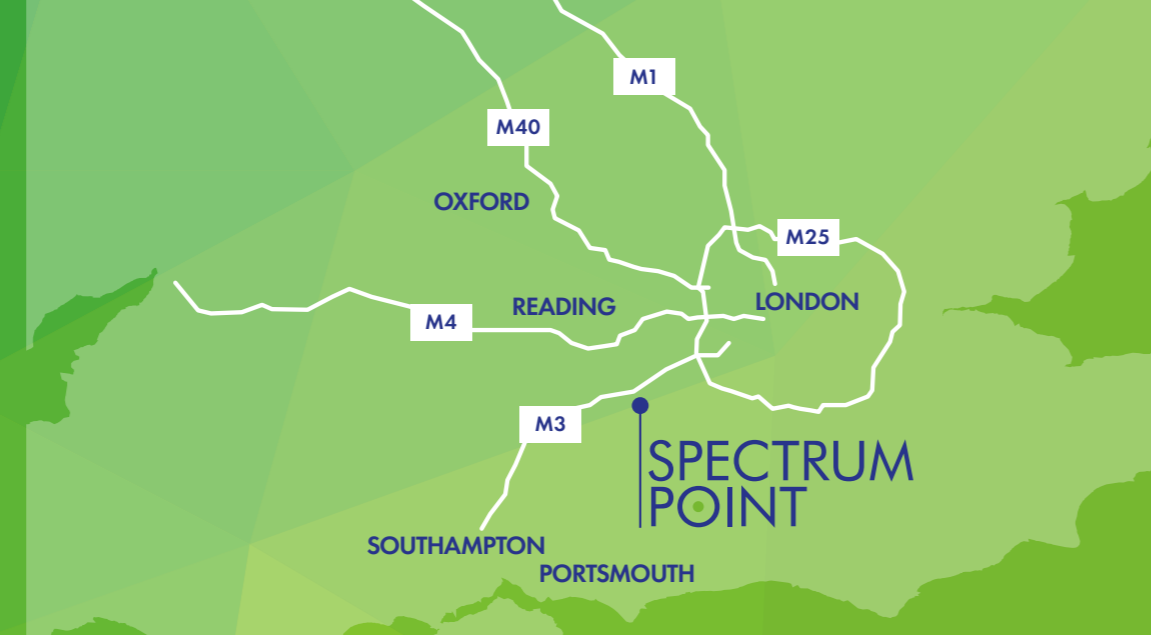 M1
M40
OXFORD
M25
READING
LONDON
M4
M3
SPECTRUM
POINT
SOUTHAMPTON
PORTSMOUTH